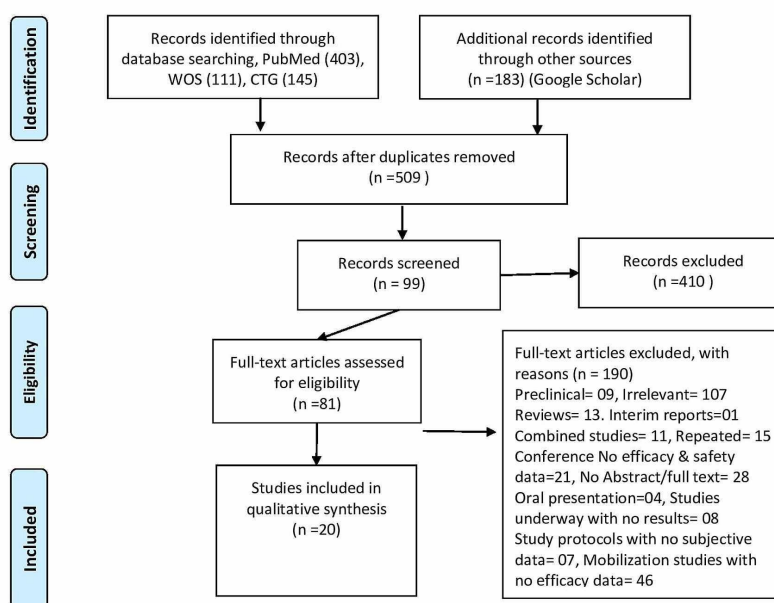 Identification
Records identified through
database searching, PubMed (403),
WOS (111), CTG (145)
Additional records identified
through other sources
(n =183) (Google Scholar)
Records after duplicates removed
(n =509 )
Screening
Records screened
(n = 99)
Records excluded
(n =410 )
Eligibility
Full-text articles assessed
for eligibility
(n =81)
Full-text articles excluded, with
reasons (n = 190)
Preclinical= 09, Irrelevant= 107
Reviews= 13. Interim reports=01
Combined studies= 11, Repeated= 15
Conference No efficacy & safety
data=21, No Abstract/full text= 28
Oral presentation=04, Studies
underway with no results= 08
Study protocols with no subjective
data= 07, Mobilization studies with
no efficacy data= 46
Included
Studies included in
qualitative synthesis
(n =20)